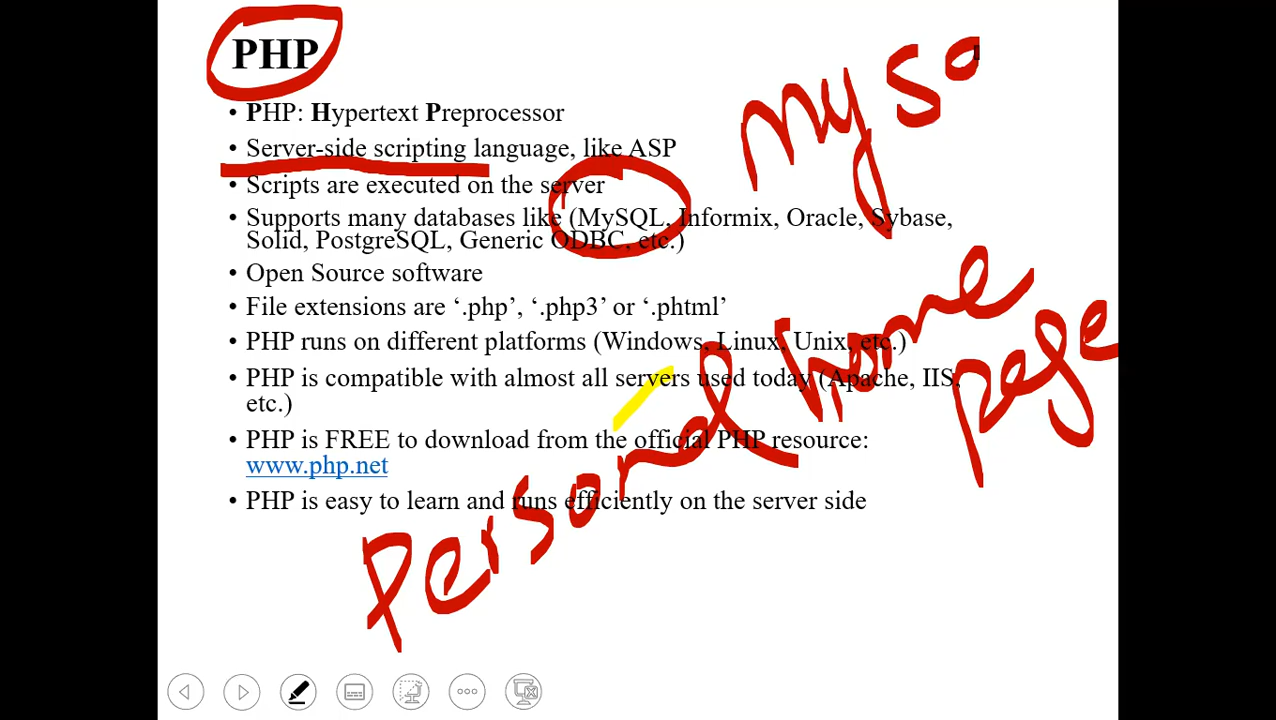 PHP
• PHP: Hypertext Preprocessor
• Server-side scripting language, like ASP
• Scripts are executed on the server
• Supports many databases like (MySQL, Informix, Oracle, Sybase,
Solid, PostgreSQL, Generic ODBC, etc.)
• Open Source software
• File extensions are ‘.php’, ‘.php3’ or ‘.phtml’
• PHP runs on different platforms (Windows, Linux, Unix, etc.)
• PHP is compatible with almost all servers used today (Apache, IIS,
etc.)
• PHP is FREE to download from the official PHP resource:
www.php.net
• PHP is easy to learn and runs efficiently on the server side
My
Personal home
page